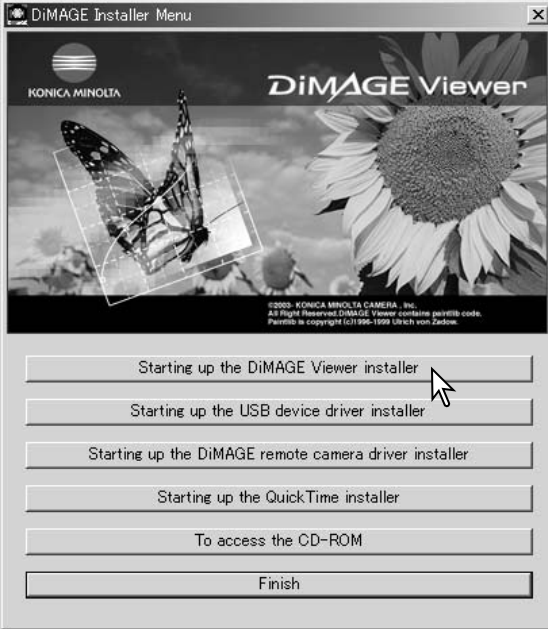 DiMAGE Installer Menu
KONICA MINOLTA
DiMAGE Viewer
©2003- KONICA MINOLTA CAMERA , Inc.
All Right Reserved.DiMAGE Viewer contains paintlib code.
Paintlib is copyright (c)1996-1999 Ulrich von Zadow.
Starting up the DiMAGE Viewer installer
Starting up the USB device driver installer
Starting up the DiMAGE remote camera driver installer
Starting up the QuickTime installer
To access the CD-ROM
Finish